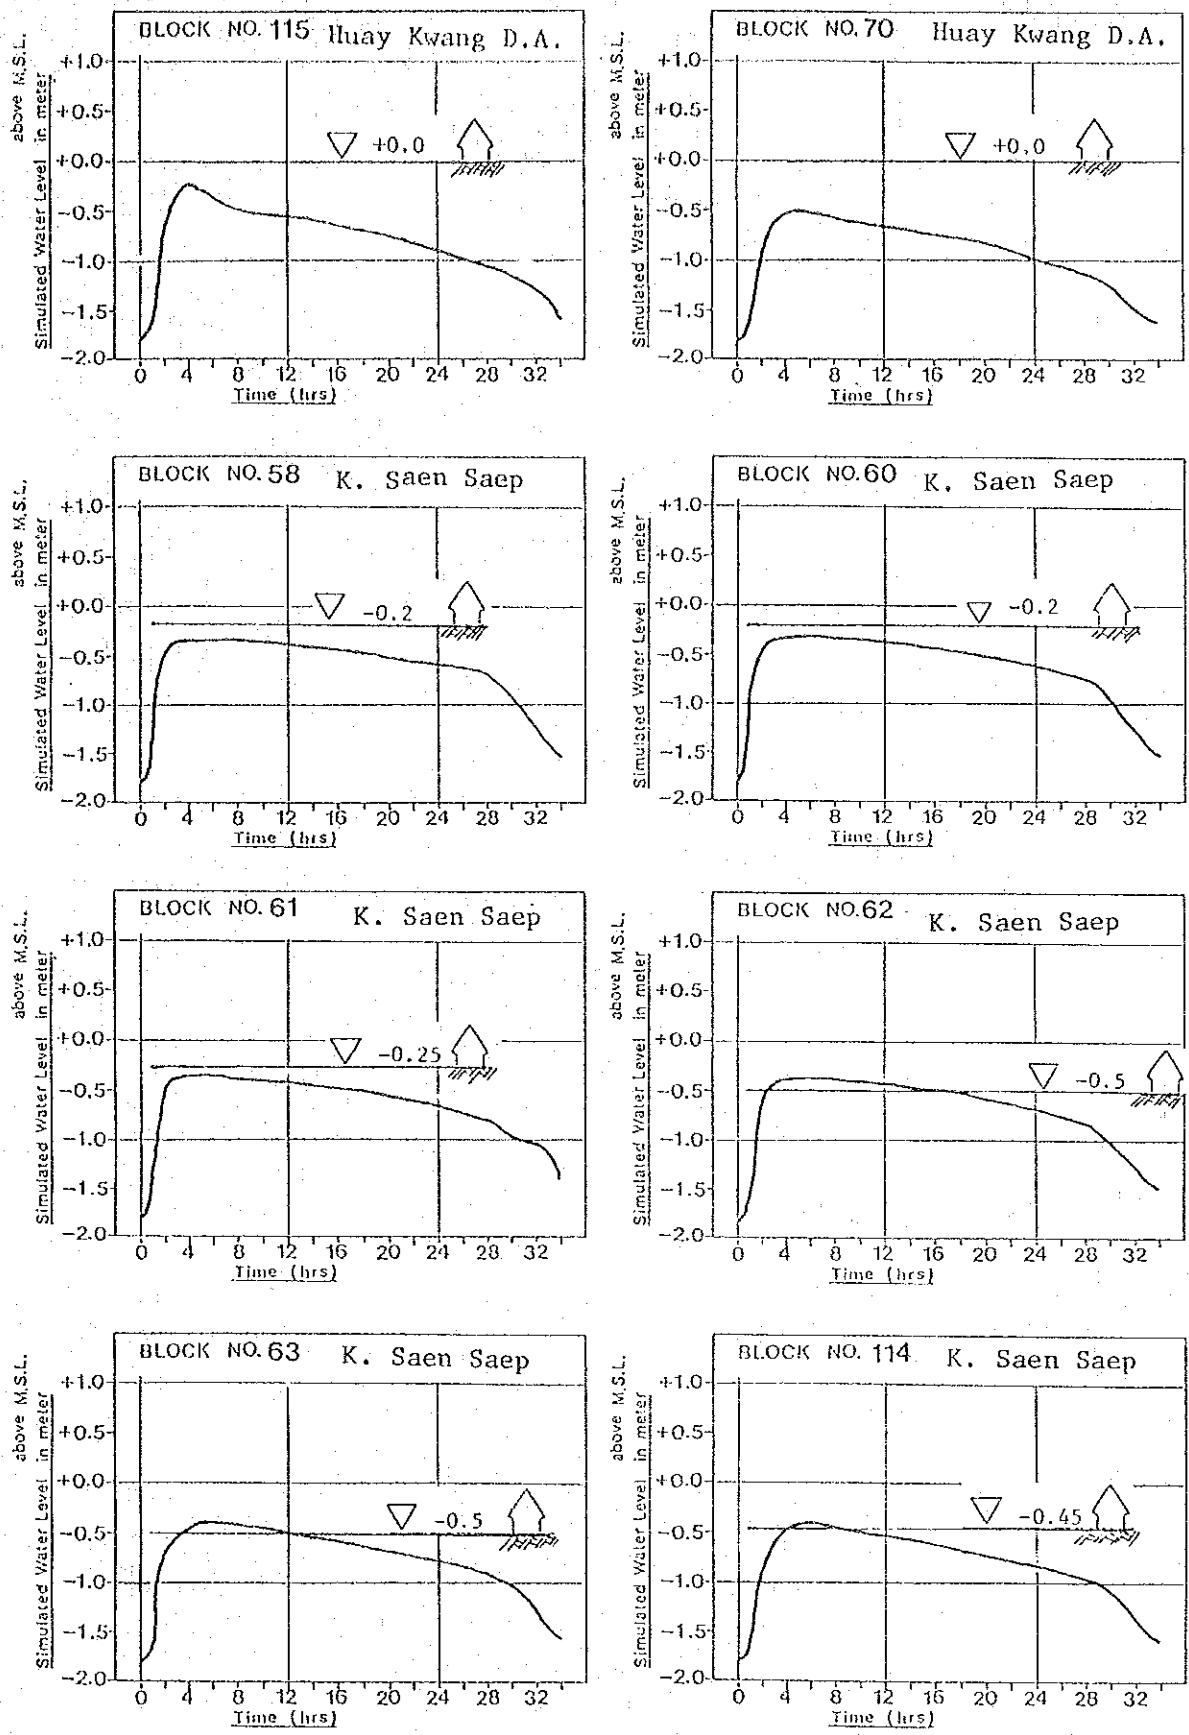 BLOCK NO. 115 Huay Kwang D.A.
Simulated Water Level in meter above M.S.L.
+1.0
+0.5
+0.0
-0.5
-1.0
-1.5
-2.0
+0.0
0 4 8 12 16 20 24 28 32
Time (hrs)
BLOCK NO. 70 Huay Kwang D.A.
Simulated Water Level in meter above M.S.L.
+1.0
+0.5
+0.0
-0.5
-1.0
-1.5
-2.0
+0.0
0 4 8 12 16 20 24 28 32
Time (hrs)
BLOCK NO. 58 K. Saen Saep
Simulated Water Level in meter above M.S.L.
+1.0
+0.5
+0.0
-0.5
-1.0
-1.5
-2.0
-0.2
0 4 8 12 16 20 24 28 32
Time (hrs)
BLOCK NO. 60 K. Saen Saep
Simulated Water Level in meter above M.S.L.
+1.0
+0.5
+0.0
-0.5
-1.0
-1.5
-2.0
-0.2
0 4 8 12 16 20 24 28 32
Time (hrs)
BLOCK NO. 61 K. Saen Saep
Simulated Water Level in meter above M.S.L.
+1.0
+0.5
+0.0
-0.5
-1.0
-1.5
-2.0
-0.25
0 4 8 12 16 20 24 28 32
Time (hrs)
BLOCK NO. 62 K. Saen Saep
Simulated Water Level in meter above M.S.L.
+1.0
+0.5
+0.0
-0.5
-1.0
-1.5
-2.0
-0.5
0 4 8 12 16 20 24 28 32
Time (hrs)
BLOCK NO. 63 K. Saen Saep
Simulated Water Level in meter above M.S.L.
+1.0
+0.5
+0.0
-0.5
-1.0
-1.5
-2.0
-0.5
0 4 8 12 16 20 24 28 32
Time (hrs)
BLOCK NO. 114 K. Saen Saep
Simulated Water Level in meter above M.S.L.
+1.0
+0.5
+0.0
-0.5
-1.0
-1.5
-2.0
-0.45
0 4 8 12 16 20 24 28 32
Time (hrs)